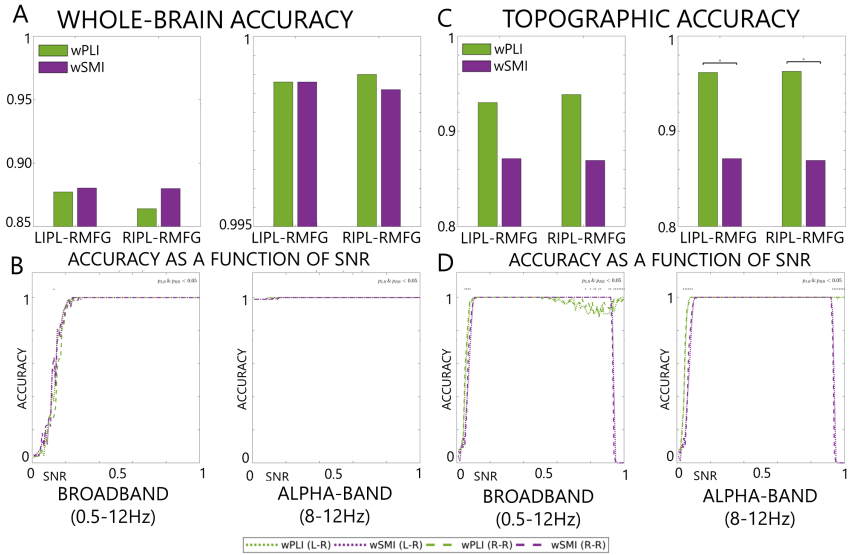 A WHOLE-BRAIN ACCURACY
1
0.95
0.90
0.85
wPLI
wSMI
LIPL-RMFG RIPL-RMFG
1
0.995
LIPL-RMFG RIPL-RMFG
B ACCURACY AS A FUNCTION OF SNR
ACCURACY
1
0
0 SNR 0.5 1
BROADBAND
(0.5-12Hz)
ACCURACY
1
0
0 SNR 0.5 1
ALPHA-BAND
(8-12Hz)
C TOPOGRAPHIC ACCURACY
1
0.9
0.8
wPLI
wSMI
LIPL-RMFG RIPL-RMFG
1
0.9
0.8
* *
LIPL-RMFG RIPL-RMFG
D ACCURACY AS A FUNCTION OF SNR
ACCURACY
1
0
0 SNR 0.5 1
BROADBAND
(0.5-12Hz)
ACCURACY
1
0
0 SNR 0.5 1
ALPHA-BAND
(8-12Hz)
wPLI (L-R) wSMI (L-R) wPLI (R-R) wSMI (R-R)